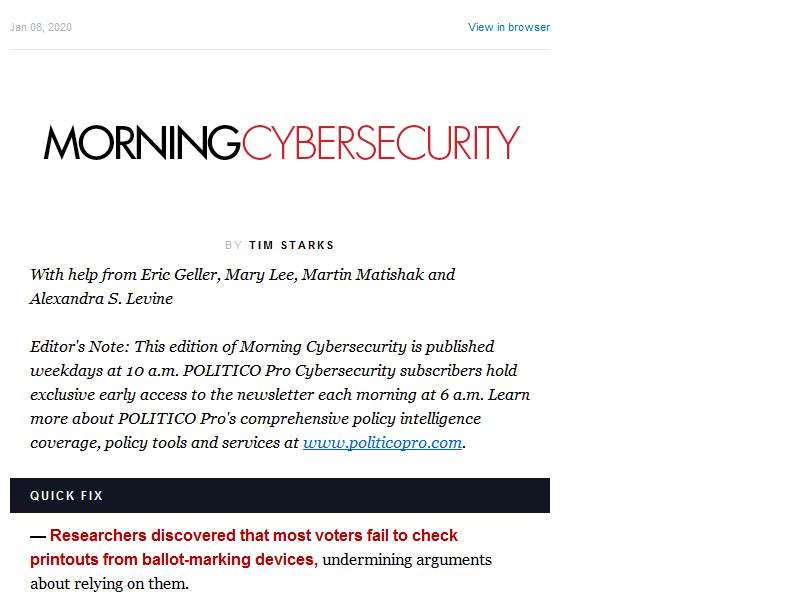 Jan 08, 2020
View in browser
MORNINGCYBERSECURITY
BY TIM STARKS
With help from Eric Geller, Mary Lee, Martin Matishak and
Alexandra S. Levine
Editor's Note: This edition of Morning Cybersecurity is published
weekdays at 10 a.m. POLITICO Pro Cybersecurity subscribers hold
exclusive early access to the newsletter each morning at 6 a.m. Learn
more about POLITICO Pro's comprehensive policy intelligence
coverage, policy tools and services at www.politicopro.com.
QUICK FIX
— Researchers discovered that most voters fail to check
printouts from ballot-marking devices, undermining arguments
about relying on them.